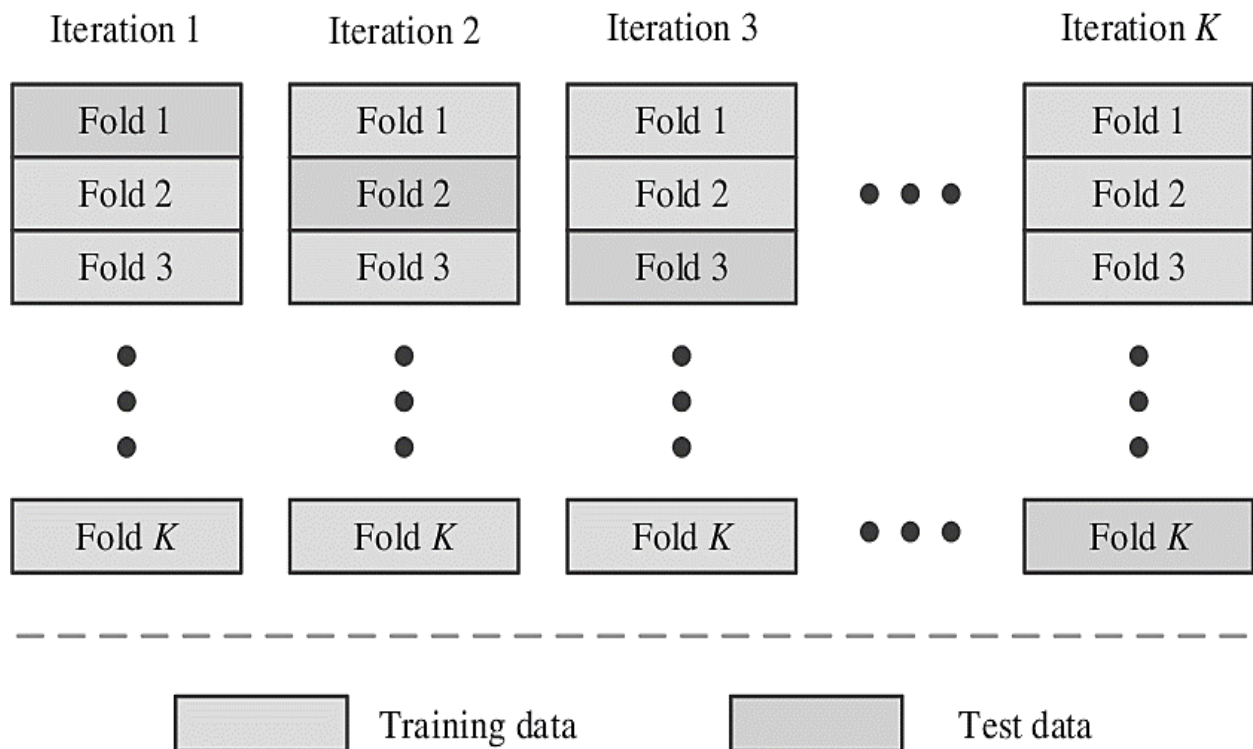 Iteration 1 Iteration 2 Iteration 3 Iteration K
Fold 1 Fold 1 Fold 1 Fold 1
Fold 2 Fold 2 Fold 2 Fold 2
Fold 3 Fold 3 Fold 3 Fold 3
Fold K Fold K Fold K Fold K
Training data Test data